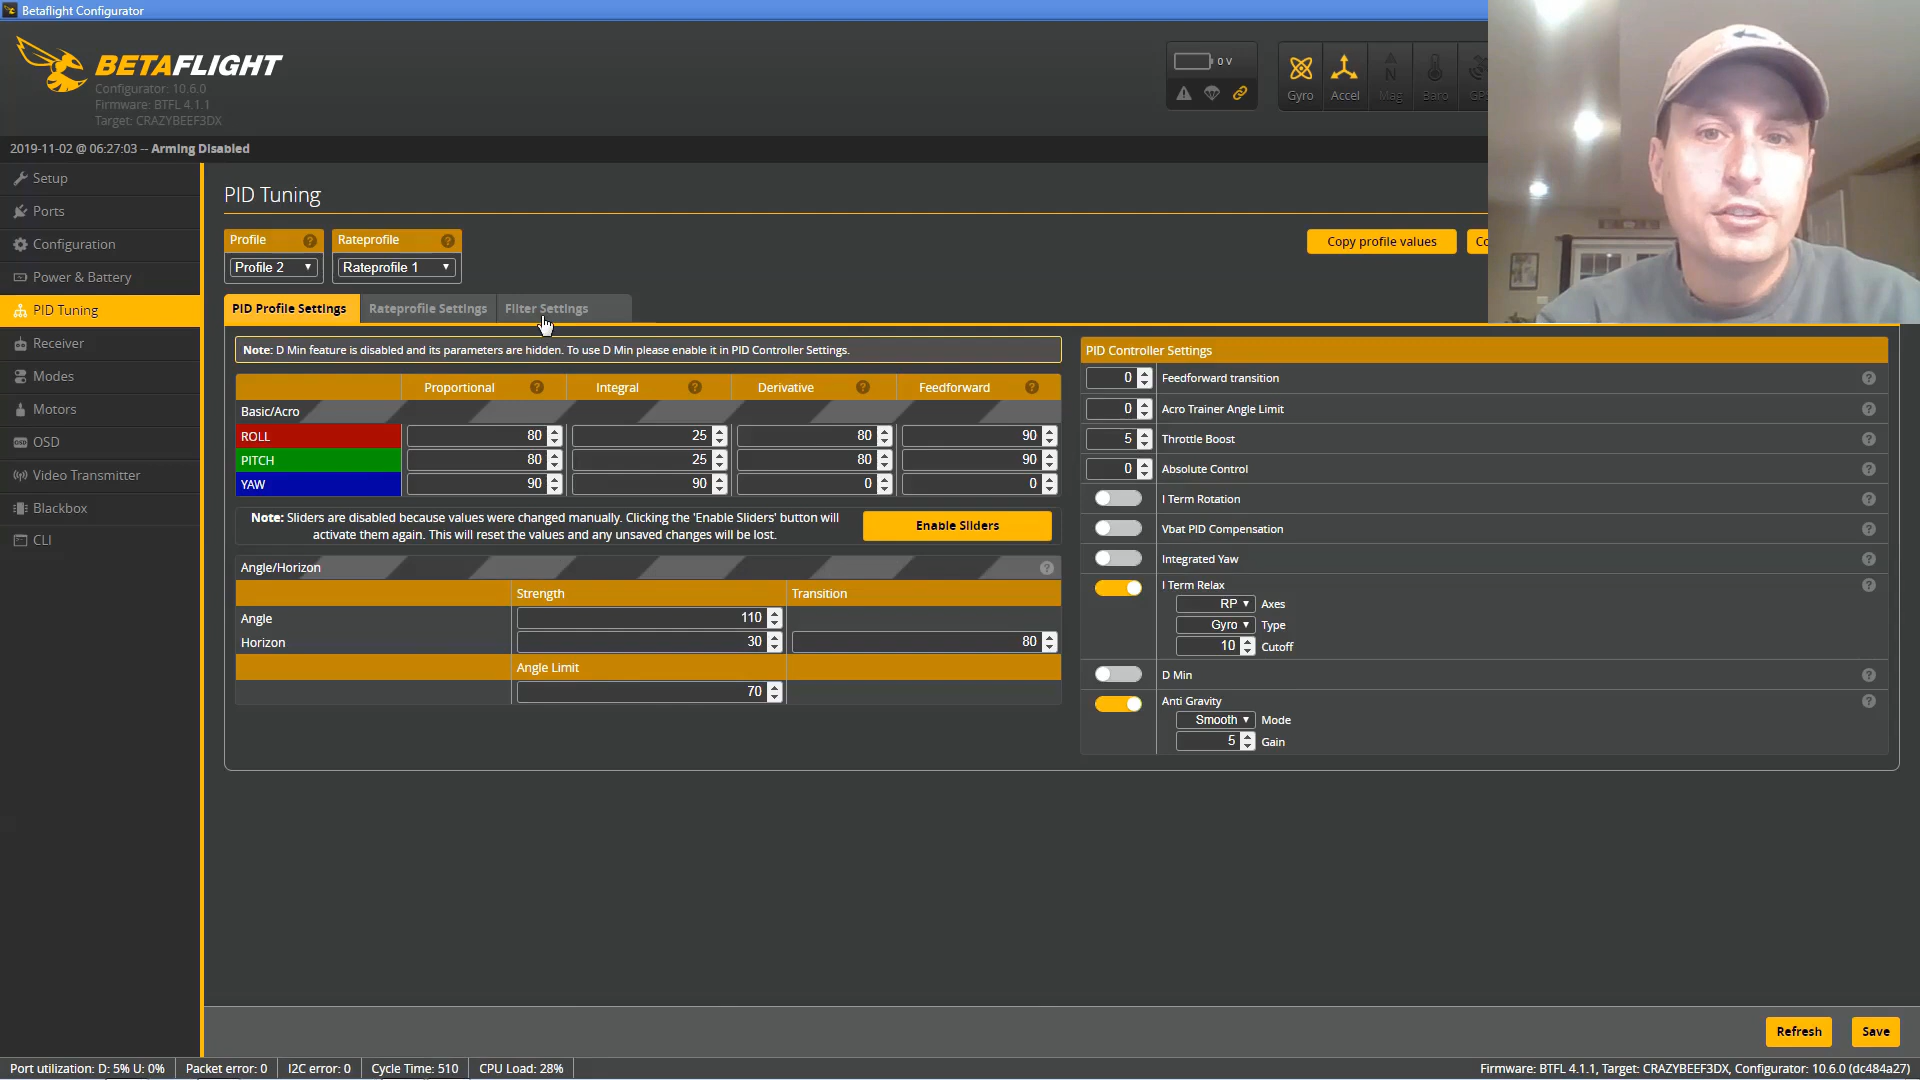 Betaflight Configurator
BETAFLIGHT
Configurator: 10.6.0
Firmware: BTFL 4.1.1
Target: CRAZYBEEF3DX
0 V
Gyro
Accel
Mag
Baro
2019-11-02 @ 06:27:03 -- Arming Disabled
Setup
Ports
Configuration
Power & Battery
PID Tuning
Receiver
Modes
Motors
OSD
Video Transmitter
Blackbox
CLI
PID Tuning
Profile
Rateprofile
Profile 2
Rateprofile 1
Copy profile values
Co
PID Profile Settings
Rateprofile Settings
Filter Settings
Note: D Min feature is disabled and its parameters are hidden. To use D Min please enable it in PID Controller Settings.
Proportional Integral Derivative Feedforward
Basic/Acro
ROLL 80 25 80 90
PITCH 80 25 80 90
YAW 90 90 0 0
Note: Sliders are disabled because values were changed manually. Clicking the 'Enable Sliders' button will
activate them again. This will reset the values and any unsaved changes will be lost.
Enable Sliders
Angle/Horizon
Strength Transition
Angle 110
Horizon 30 80
Angle Limit
70
PID Controller Settings
0 Feedforward transition
0 Acro Trainer Angle Limit
5 Throttle Boost
0 Absolute Control
I Term Rotation
Vbat PID Compensation
Integrated Yaw
I Term Relax
RP Axes
Gyro Type
10 Cutoff
D Min
Anti Gravity
Smooth Mode
5 Gain
Refresh
Save
Port utilization: D: 5% U: 0%
Packet error: 0
I2C error: 0
Cycle Time: 510
CPU Load: 28%
Firmware: BTFL 4.1.1, Target: CRAZYBEEF3DX, Configurator: 10.6.0 (dc484a27)